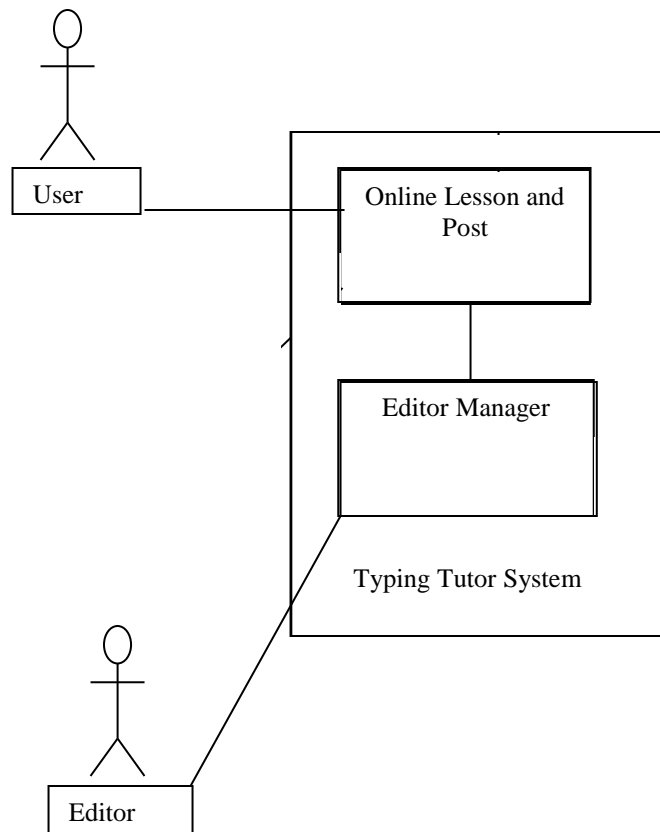 User
Online Lesson and
Post
Editor Manager
Typing Tutor System
Editor